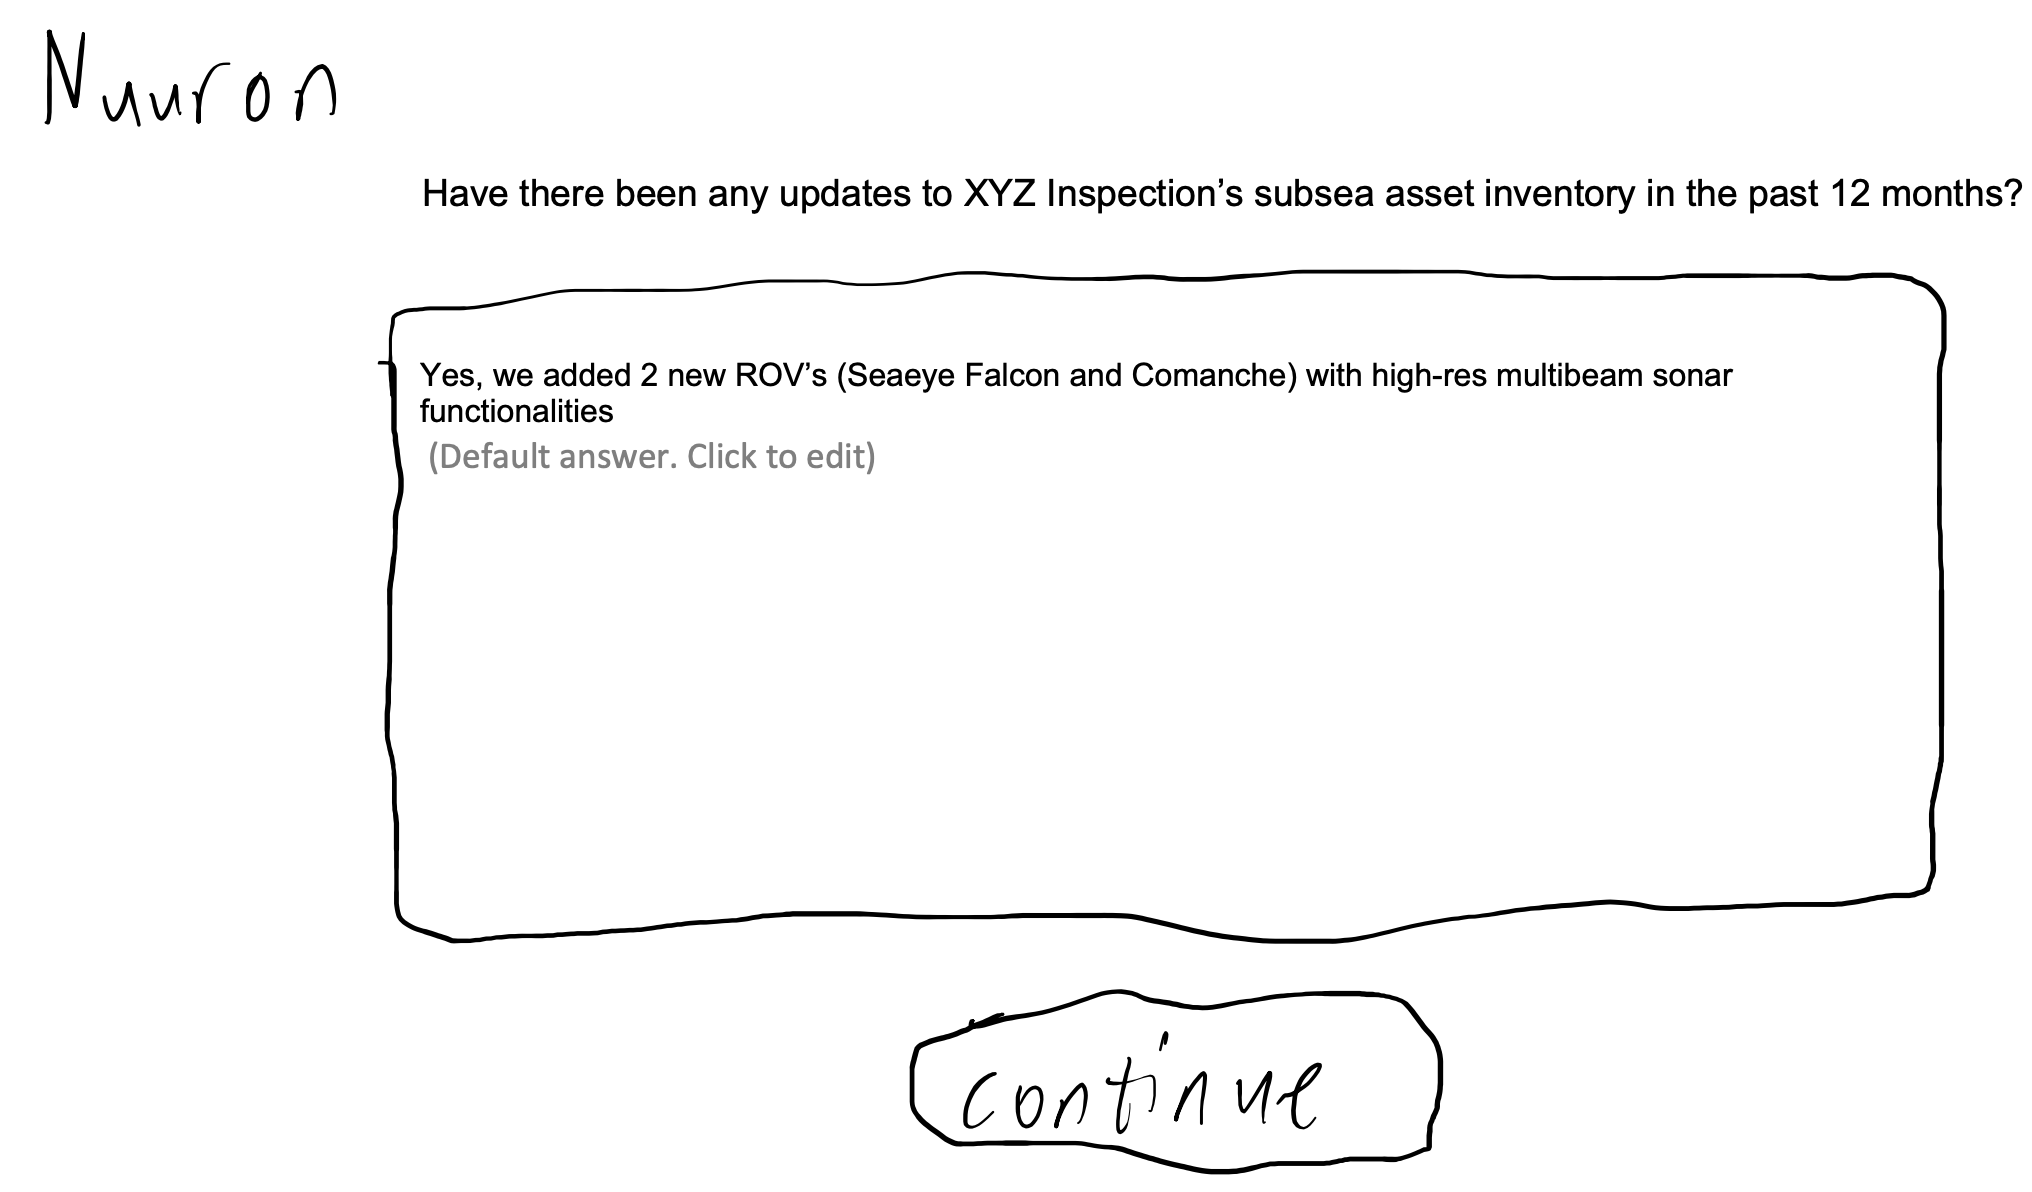 Nuuron
Have there been any updates to XYZ Inspection’s subsea asset inventory in the past 12 months?
Yes, we added 2 new ROV’s (Seaeye Falcon and Comanche) with high-res multibeam sonar
functionalities
(Default answer. Click to edit)
continue